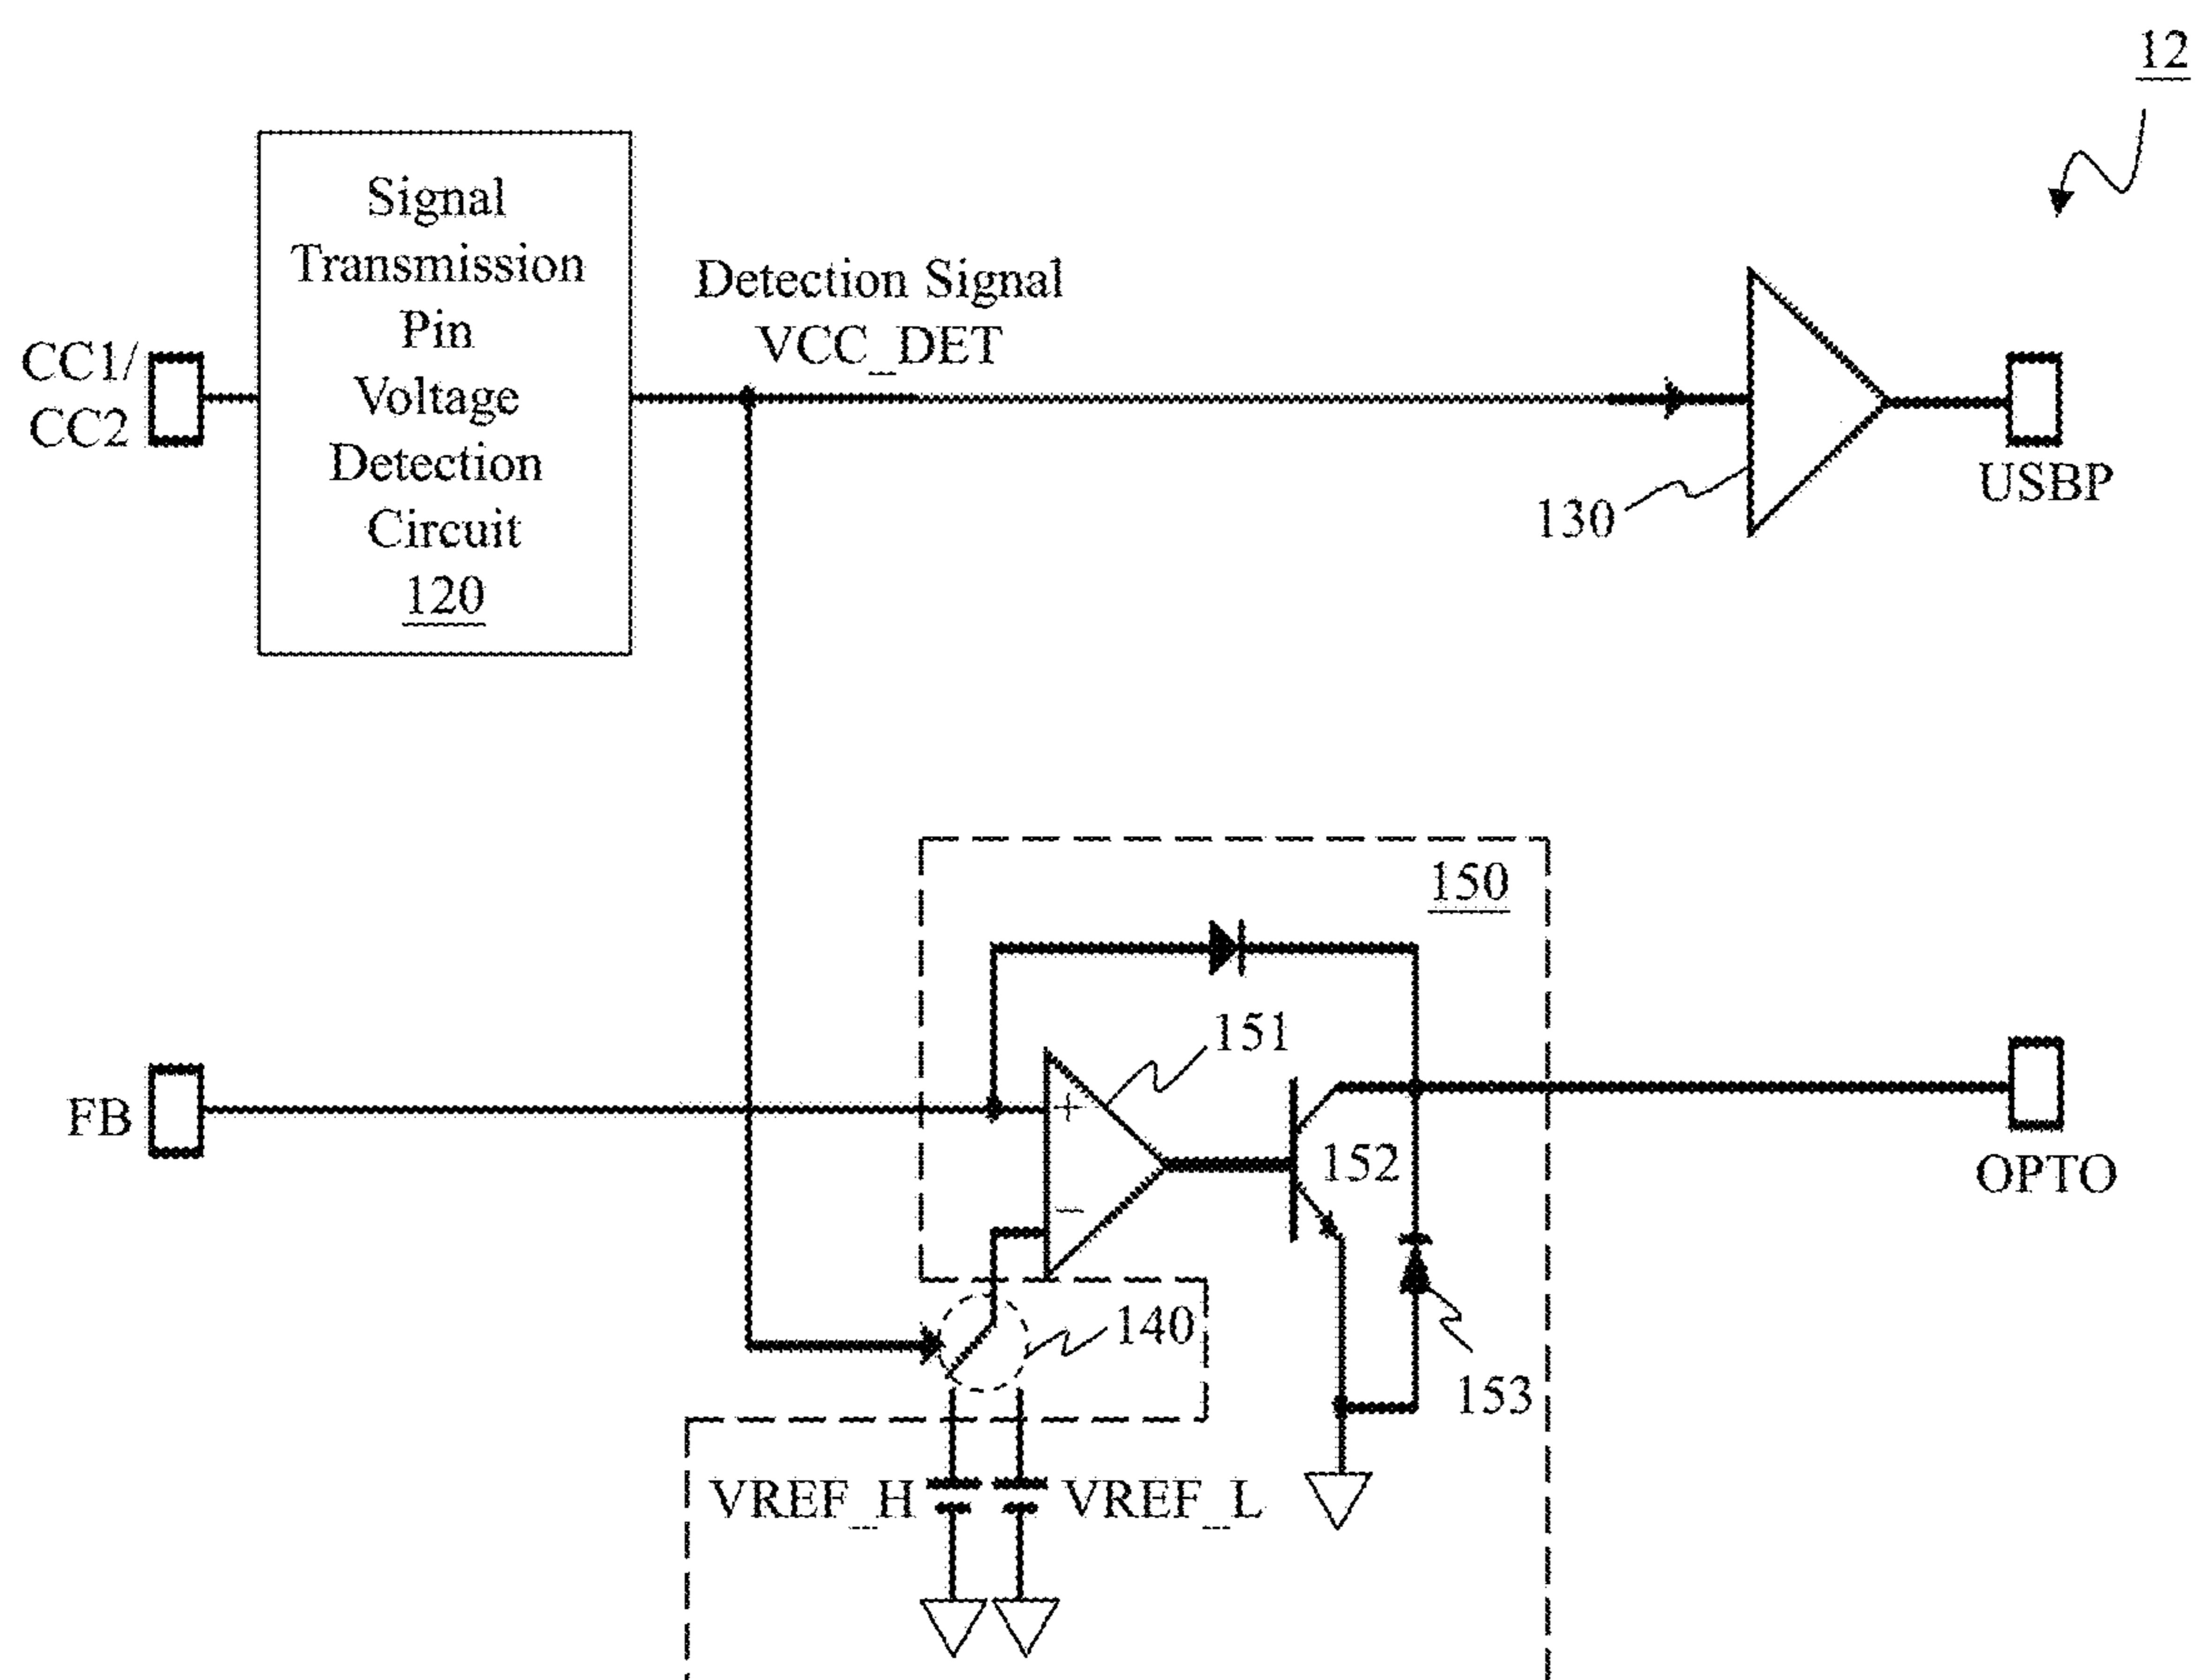 12
Signal
Transmission
Pin
Voltage
Detection
Circuit
120
Detection Signal
VCC_DET
CC1/
CC2
130
USBP
150
151
FB
+
152
OPTO
−
140
153
VREF_H
VREF_L